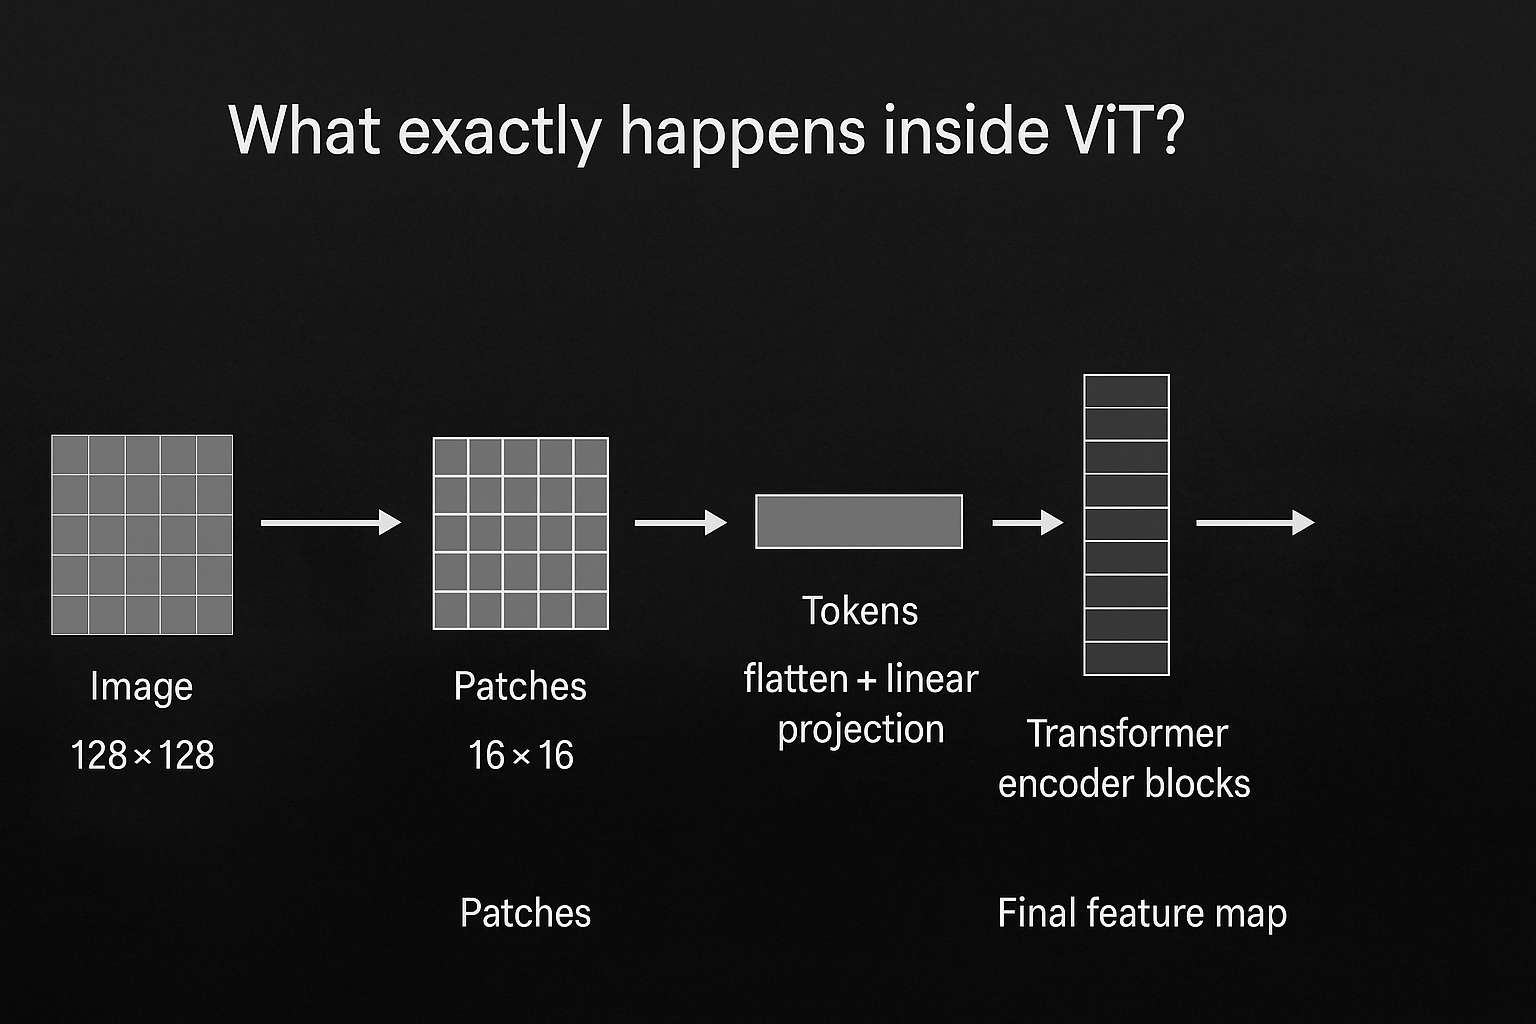 What exactly happens inside ViT?
Image
128×128
Patches
16×16
Tokens
flatten + linear
projection
Transformer
encoder blocks
Patches
Final feature map